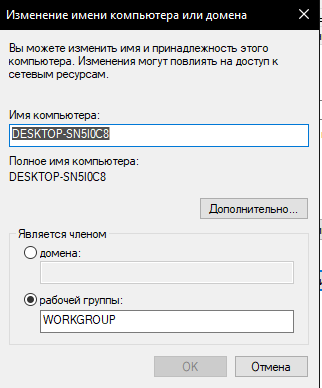 Изменение имени компьютера или домена
Вы можете изменить имя и принадлежность этого
компьютера. Изменения могут повлиять на доступ к
сетевым ресурсам.
Имя компьютера:
DESKTOP-SN5I0C8
Полное имя компьютера:
DESKTOP-SN5I0C8
Дополнительно...
Является членом
домена:
рабочей группы:
WORKGROUP
OK
Отмена